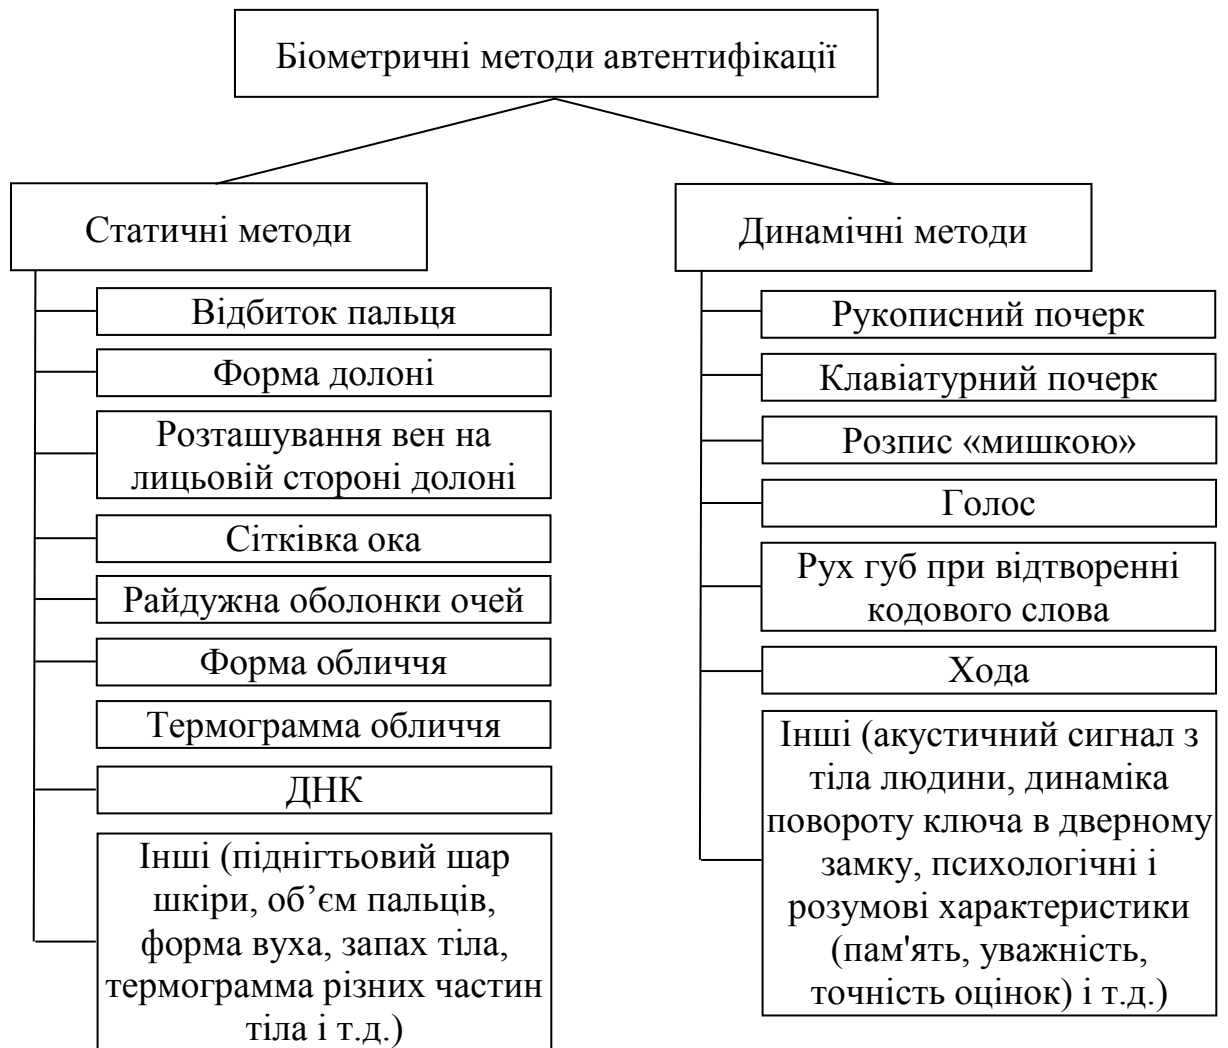 Біометричні методи автентифікації
Статичні методи
Відбиток пальця
Форма долоні
Розташування вен на
лицьовій стороні долоні
Сітківка ока
Райдужна оболонки очей
Форма обличчя
Термограмма обличчя
ДНК
Інші (піднігтьовий шар
шкіри, об’єм пальців,
форма вуха, запах тіла,
термограмма різних частин
тіла і т.д.)
Динамічні методи
Рукописний почерк
Клавіатурний почерк
Розпис «мишкою»
Голос
Рух губ при відтворенні
кодового слова
Хода
Інші (акустичний сигнал з
тіла людини, динаміка
повороту ключа в дверному
замку, психологічні і
розумові характеристики
(пам'ять, уважність,
точність оцінок) і т.д.)